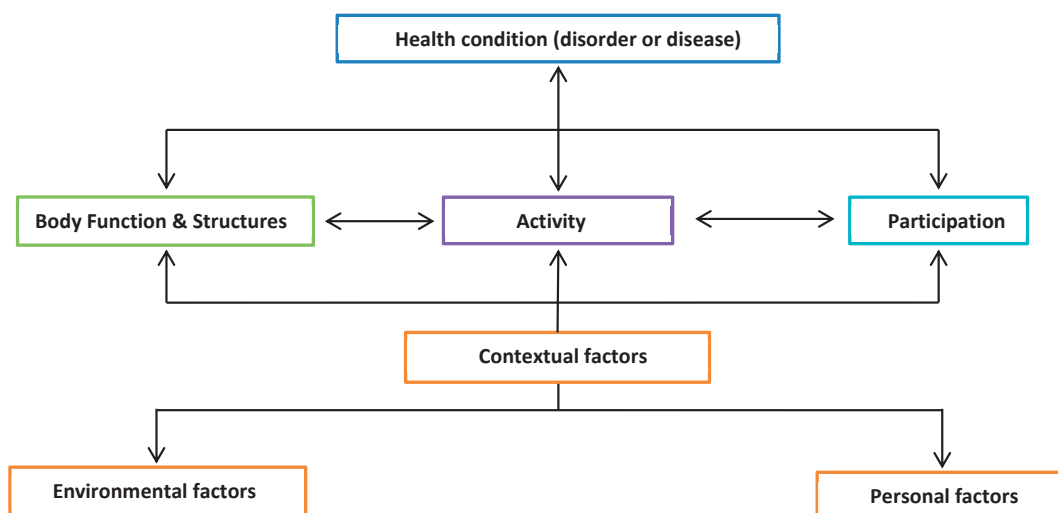 Health condition (disorder or disease)
Body Function & Structures
Activity
Participation
Contextual factors
Environmental factors
Personal factors